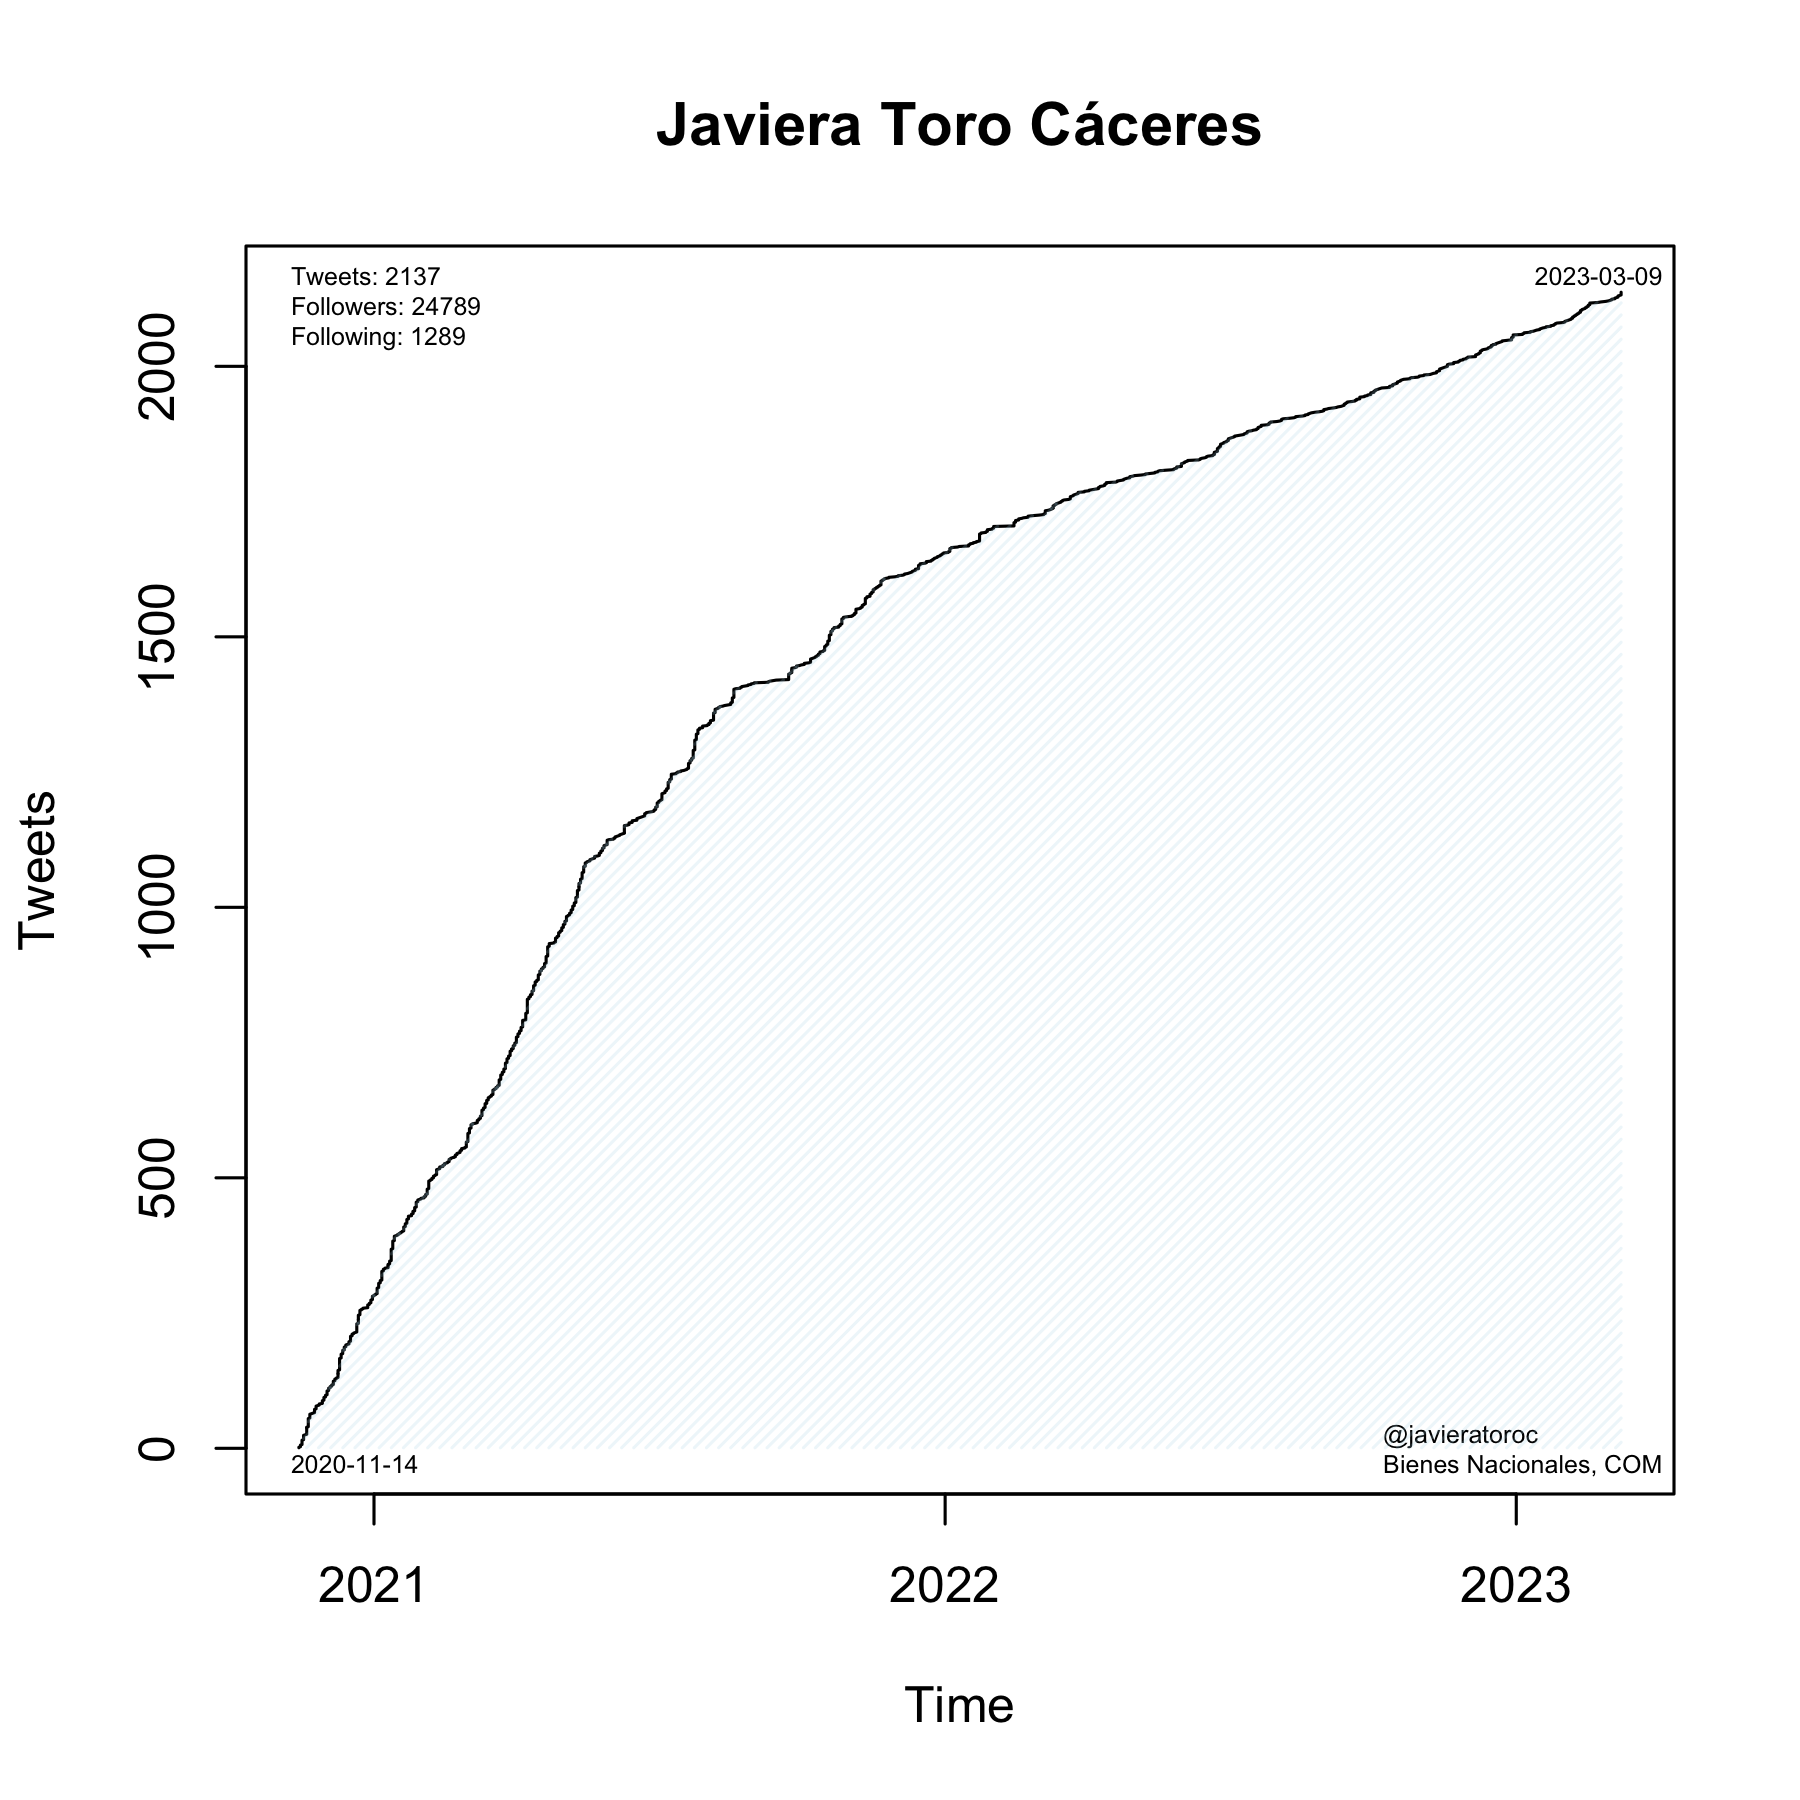 Javiera Toro Cáceres
Tweets: 2137
Followers: 24789
Following: 1289
2023-03-09
2000
1500
1000
500
0
Tweets
@javieratoroc
Bienes Nacionales, COM
2020-11-14
2021
2022
2023
Time